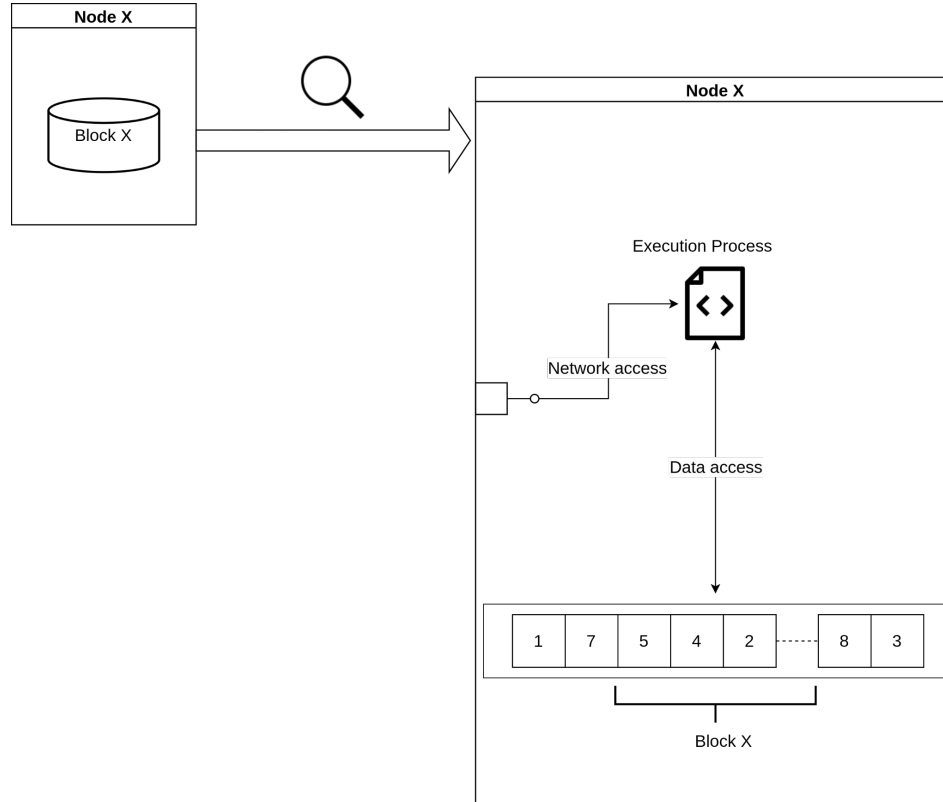 Node X
Block X
Node X
Execution Process
Network access
Data access
1 7 5 4 2 8 3
Block X